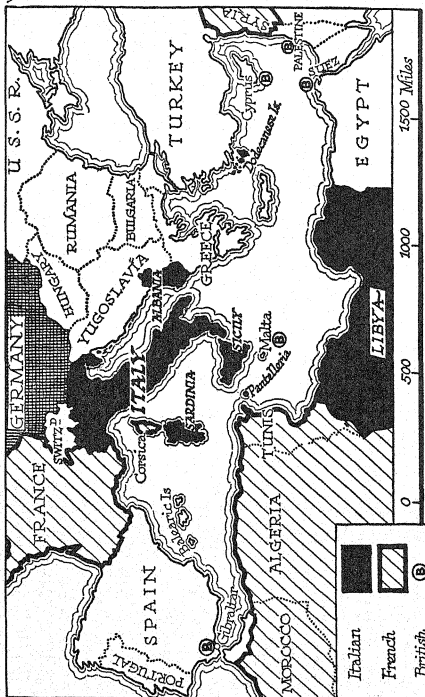 GERMANY
U.S.S.R.
FRANCE
SWITZ-D
HUNGARY
RUMANIA
YUGOSLAVIA
BULGARIA
ITALY
Corsica
ALBANIA
TURKEY
SPAIN
PORTUGAL
Balearic Is
SARDINIA
GREECE
SICILY
Dodecanese Is.
Cyprus
B
SYRIA
Gibraltar
B
Malta
B
Pantalleria
PALESTINE
B
SUEZ
B
MOROCCO
ALGERIA
TUNIS
LIBYA
EGYPT
Italian
French
British B
0 500 1000 1500 Miles